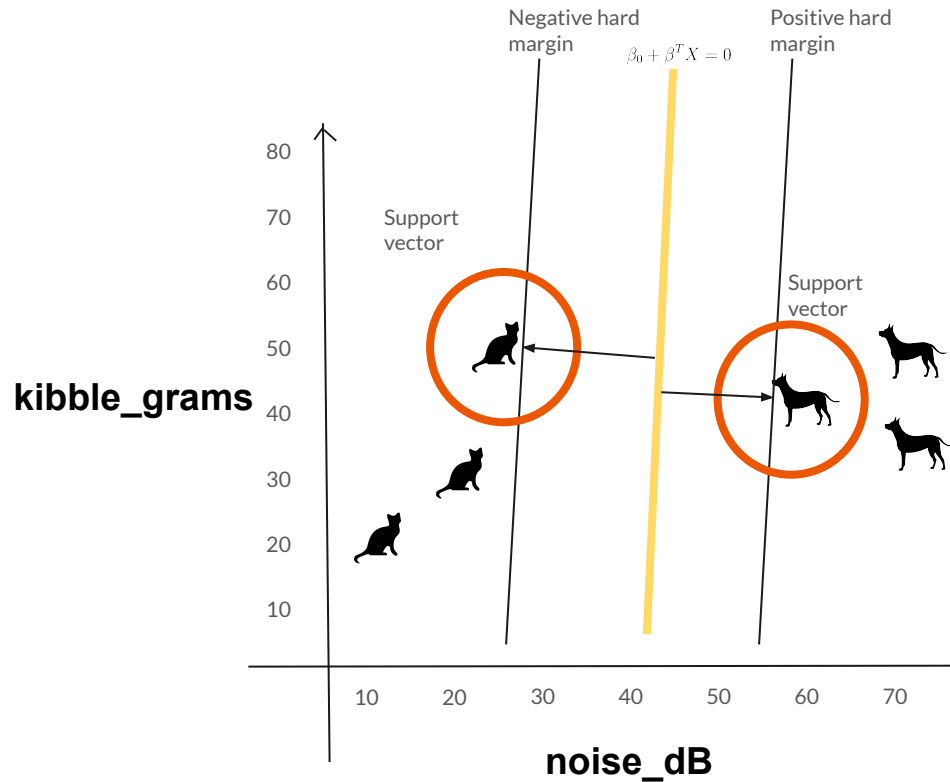 Negative hard
margin
Positive hard
margin
β₀ + βᵀX = 0
80
70
60
50
40
30
20
10
Support
vector
Support
vector
kibble_grams
10 20 30 40 50 60 70
noise_dB